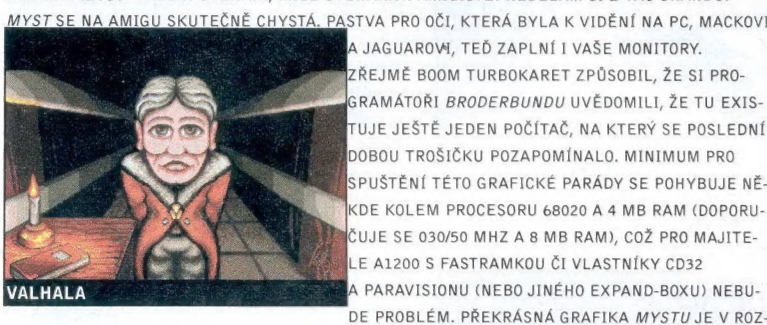 MYST SE NA AMIGU SKUTEČNĚ CHYSTÁ. PASTVA PRO OČI, KTERÁ BYLA K VIDĚNÍ NA PC, MACKOVI
A JAGUAROVI, TEĎ ZAPLNÍ I VAŠE MONITORY.
ZŘEJMĚ BOOM TURBOKARET ZPŮSOBIL, ŽE SI PRO-
GRAMÁTOŘI BRODERBUNDU UVĚDOMILI, ŽE TU EXIS-
TUJE JEŠTĚ JEDEN POČÍTAČ, NA KTERÝ SE POSLEDNÍ
DOBOU TROŠIČKU POZAPOMÍNALO. MINIMUM PRO
SPUŠTĚNÍ TÉTO GRAFICKÉ PARÁDY SE POHYBUJE NĚ-
KDE KOLEM PROCESORU 68020 A 4 MB RAM (DOPORU-
ČUJE SE 030/50 MHZ A 8 MB RAM), COŽ PRO MAJITE-
LE A1200 S FASTRAMKOU ČI VLASTNÍKY CD32
A PARAVISIONU (NEBO JINÉHO EXPAND-BOXU) NEBU-
DE PROBLÉM. PŘEKRÁSNÁ GRAFIKA MYSTU JE V ROZ-
VALHALA